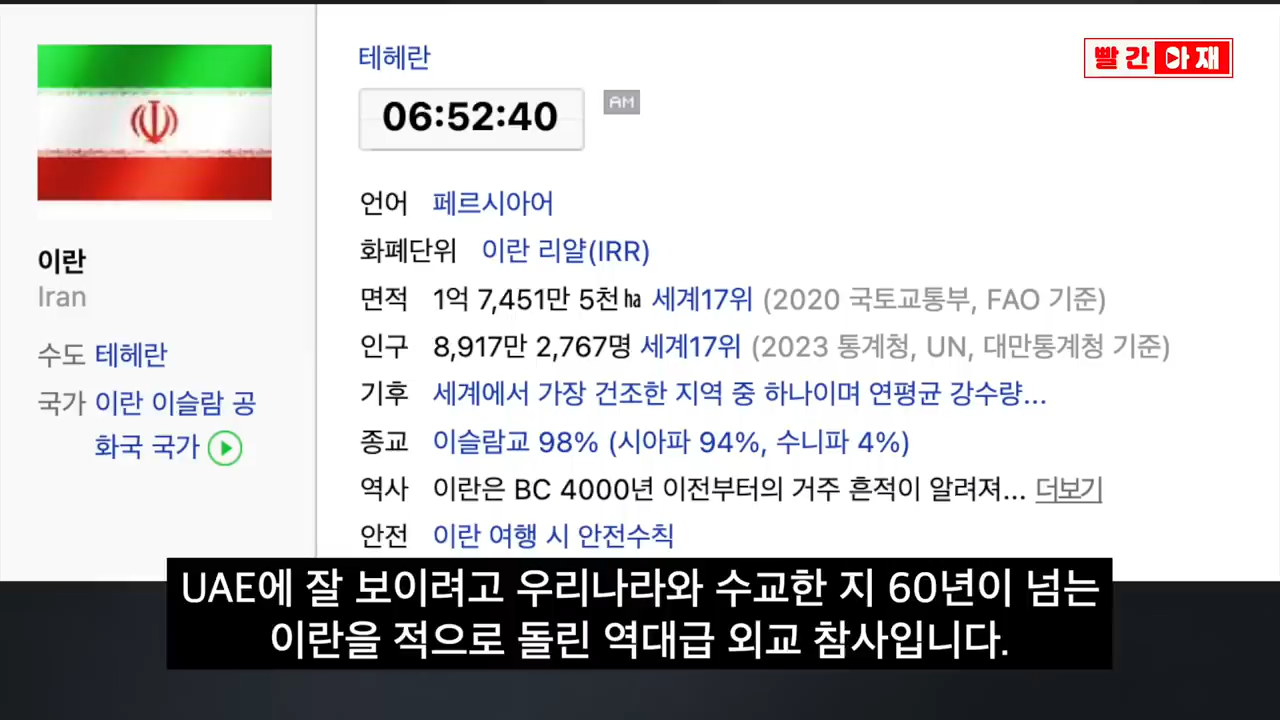 이란
Iran
수도 테헤란
국가 이란 이슬람 공
화국 국가
테헤란
06:52:40 AM
언어 페르시아어
화폐단위 이란 리얄(IRR)
면적 1억 7,451만 5천㏊ 세계17위 (2020 국토교통부, FAO 기준)
인구 8,917만 2,767명 세계17위 (2023 통계청, UN, 대만통계청 기준)
기후 세계에서 가장 건조한 지역 중 하나이며 연평균 강수량...
종교 이슬람교 98% (시아파 94%, 수니파 4%)
역사 이란은 BC 4000년 이전부터의 거주 흔적이 알려져... 더보기
안전 이란 여행 시 안전수칙
빨간아재
UAE에 잘 보이려고 우리나라와 수교한 지 60년이 넘는
이란을 적으로 돌린 역대급 외교 참사입니다.